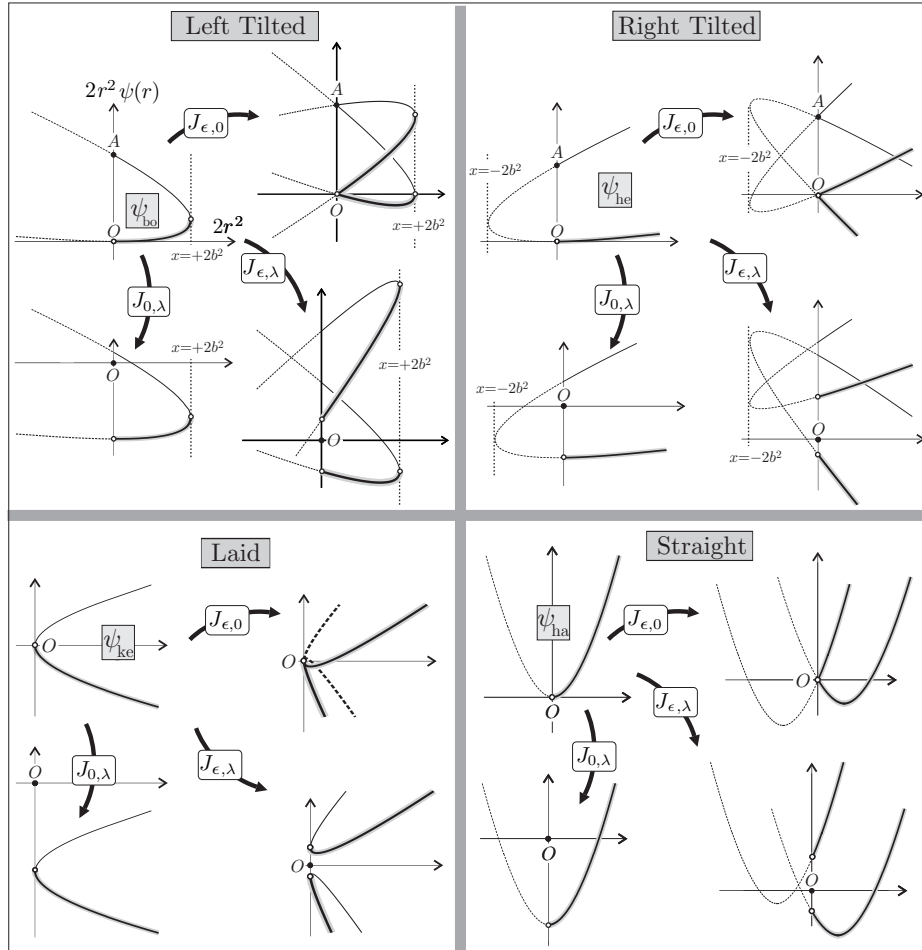 Left Tilted
2r² ψ(r)
A
ψ_bo
O
2r²
x=+2b²
J_{ϵ,0}
A
O
x=+2b²
J_{0,λ}
J_{ϵ,λ}
x=+2b²
O
x=+2b²
O
Right Tilted
x=−2b²
A
ψ_he
O
J_{ϵ,0}
A
x=−2b²
O
J_{0,λ}
J_{ϵ,λ}
x=−2b²
O
O
x=−2b²
Laid
O
ψ_ke
J_{ϵ,0}
O
O
J_{0,λ}
J_{ϵ,λ}
O
Straight
ψ_ha
O
J_{ϵ,0}
O
J_{ϵ,λ}
J_{0,λ}
O
O